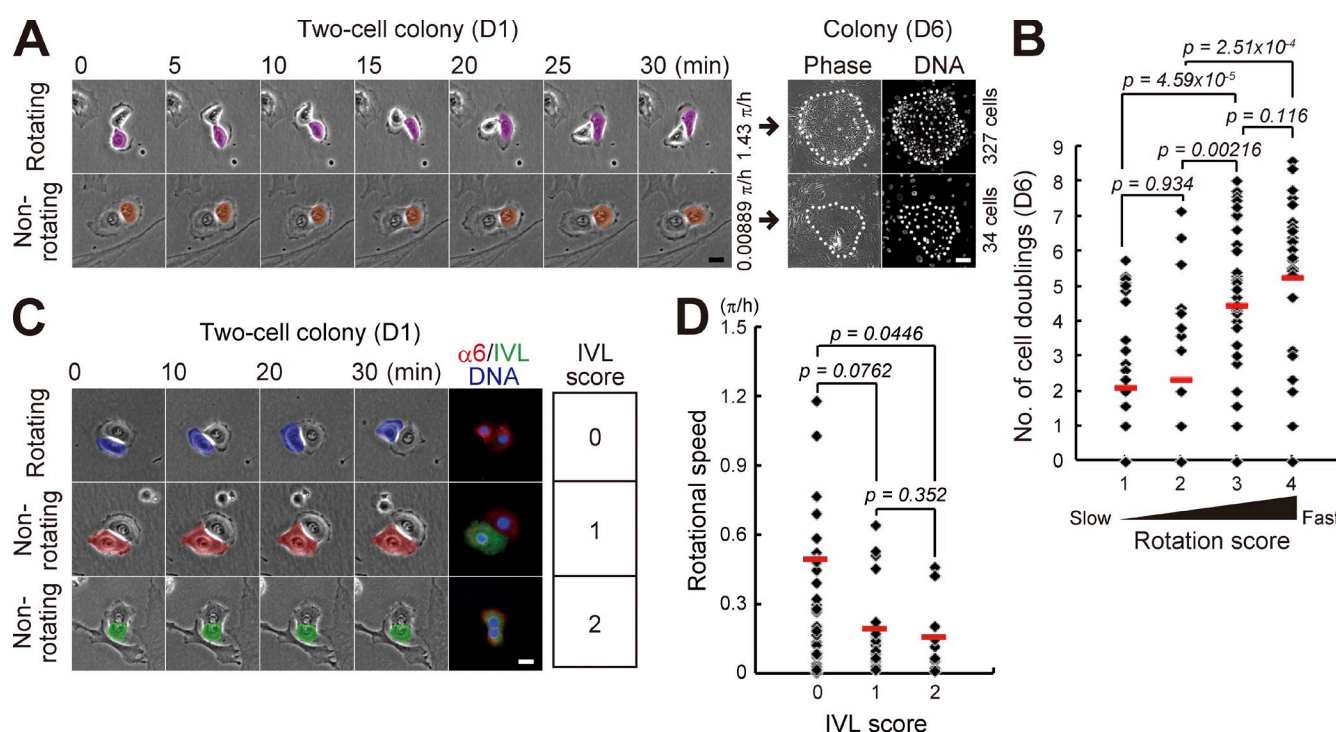 A
Two-cell colony (D1)
0 5 10 15 20 25 30 (min)
Rotating
Non-
rotating
1.43 π/h
0.00889 π/h
Colony (D6)
Phase DNA
327 cells
34 cells
B
p = 2.51x10⁻⁴
p = 4.59x10⁻⁵
p = 0.116
p = 0.00216
p = 0.934
No. of cell doublings (D6)
9
8
7
6
5
4
3
2
1
0
1 2 3 4
Slow Fast
Rotation score
C
Two-cell colony (D1)
0 10 20 30 (min)
α6/IVL
DNA
IVL
score
Rotating
0
Non-
rotating
1
Non-
rotating
2
D
(π/h)
Rotational speed
1.5
1.2
0.9
0.6
0.3
0
p = 0.0446
p = 0.0762
p = 0.352
0 1 2
IVL score